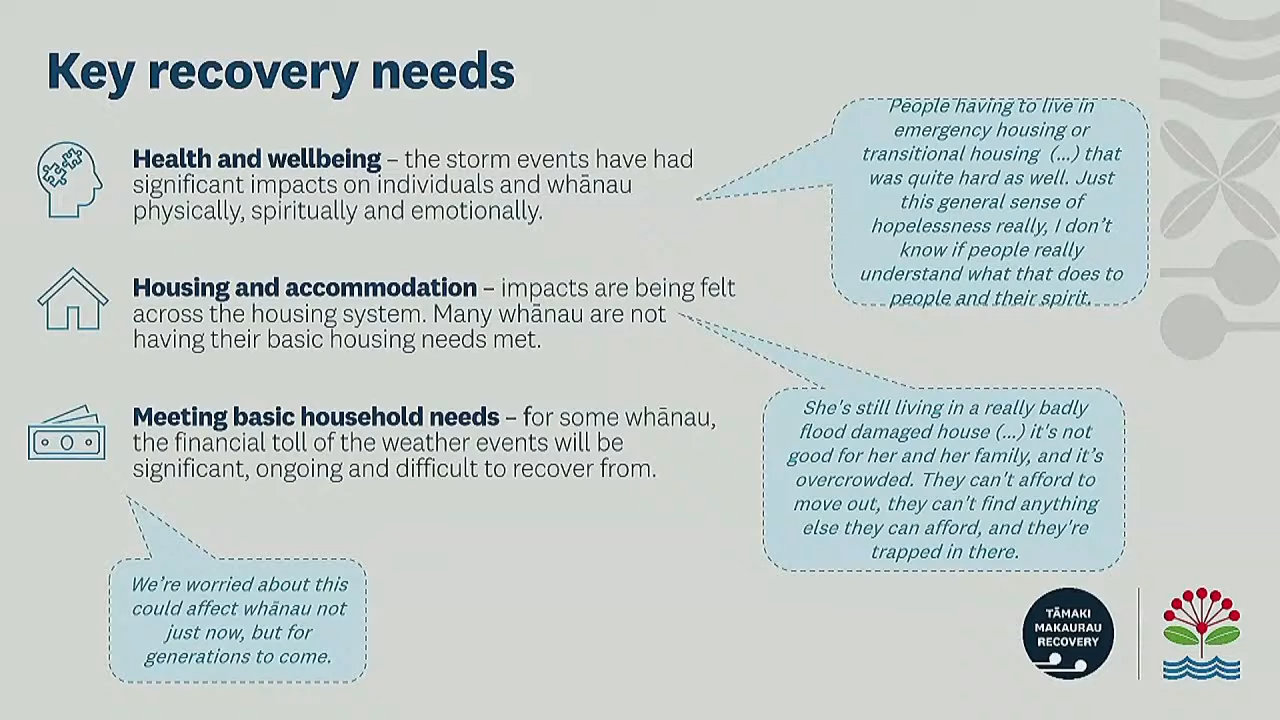 Key recovery needs
Health and wellbeing – the storm events have had
significant impacts on individuals and whānau
physically, spiritually and emotionally.
Housing and accommodation – impacts are being felt
across the housing system. Many whānau are not
having their basic housing needs met.
Meeting basic household needs – for some whānau,
the financial toll of the weather events will be
significant, ongoing and difficult to recover from.
People having to live in
emergency housing or
transitional housing (...) that
was quite hard as well. Just
this general sense of
hopelessness really, I don't
know if people really
understand what that does to
people and their spirit.
She's still living in a really badly
flood damaged house (...) it's not
good for her and her family, and it's
overcrowded. They can't afford to
move out, they can't find anything
else they can afford, and they're
trapped in there.
We're worried about this
could affect whānau not
just now, but for
generations to come.
TĀMAKI
MAKAURAU
RECOVERY